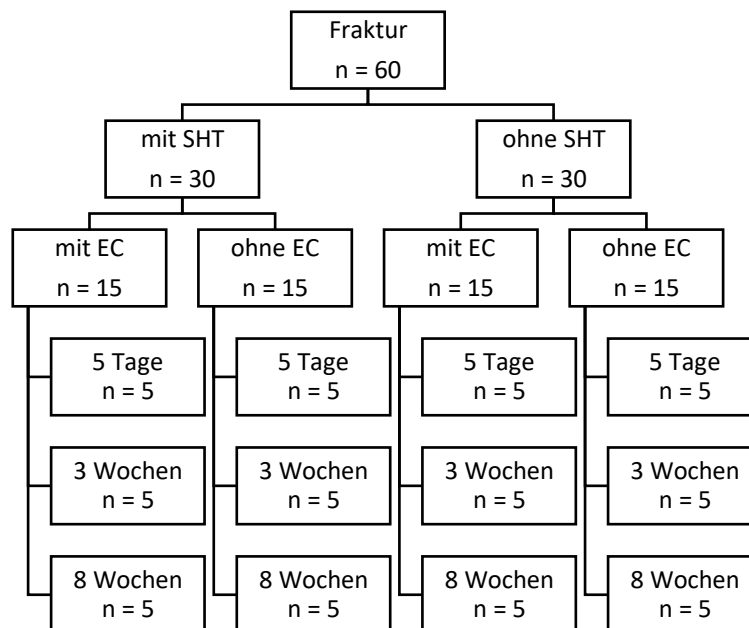 Fraktur
n = 60
mit SHT
n = 30
ohne SHT
n = 30
mit EC
n = 15
ohne EC
n = 15
mit EC
n = 15
ohne EC
n = 15
5 Tage
n = 5
5 Tage
n = 5
5 Tage
n = 5
5 Tage
n = 5
3 Wochen
n = 5
3 Wochen
n = 5
3 Wochen
n = 5
3 Wochen
n = 5
8 Wochen
n = 5
8 Wochen
n = 5
8 Wochen
n = 5
8 Wochen
n = 5